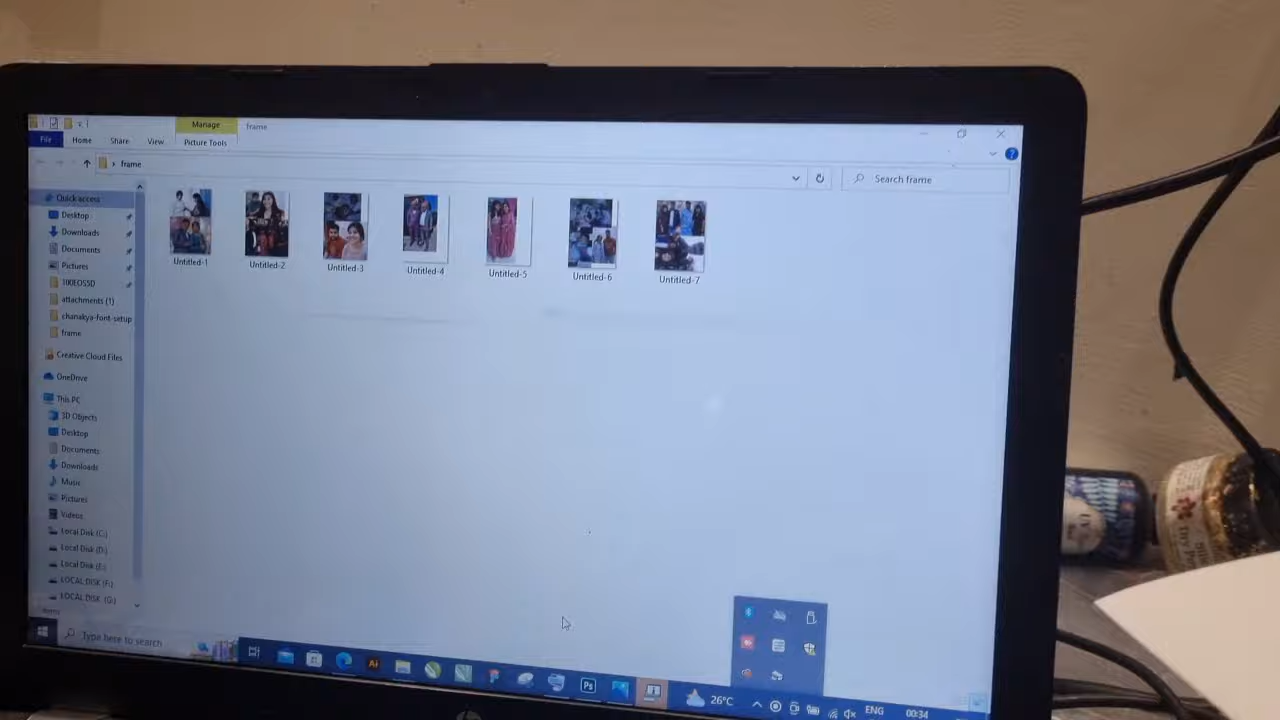 Manage
frame
File
Home
Share
View
Picture Tools
frame
Search frame
Quick access
Desktop
Downloads
Documents
Pictures
100EOS5D
attachments (1)
chanakya-font-setup
frame
Creative Cloud Files
OneDrive
This PC
3D Objects
Desktop
Documents
Downloads
Music
Pictures
Videos
Local Disk (C:)
Local Disk (D:)
Local Disk (E:)
LOCAL DISK (F:)
LOCAL DISK (G:)
Untitled-1
Untitled-2
Untitled-3
Untitled-4
Untitled-5
Untitled-6
Untitled-7
items
Type here to search
Ai
Ps
26°C
ENG
00:34